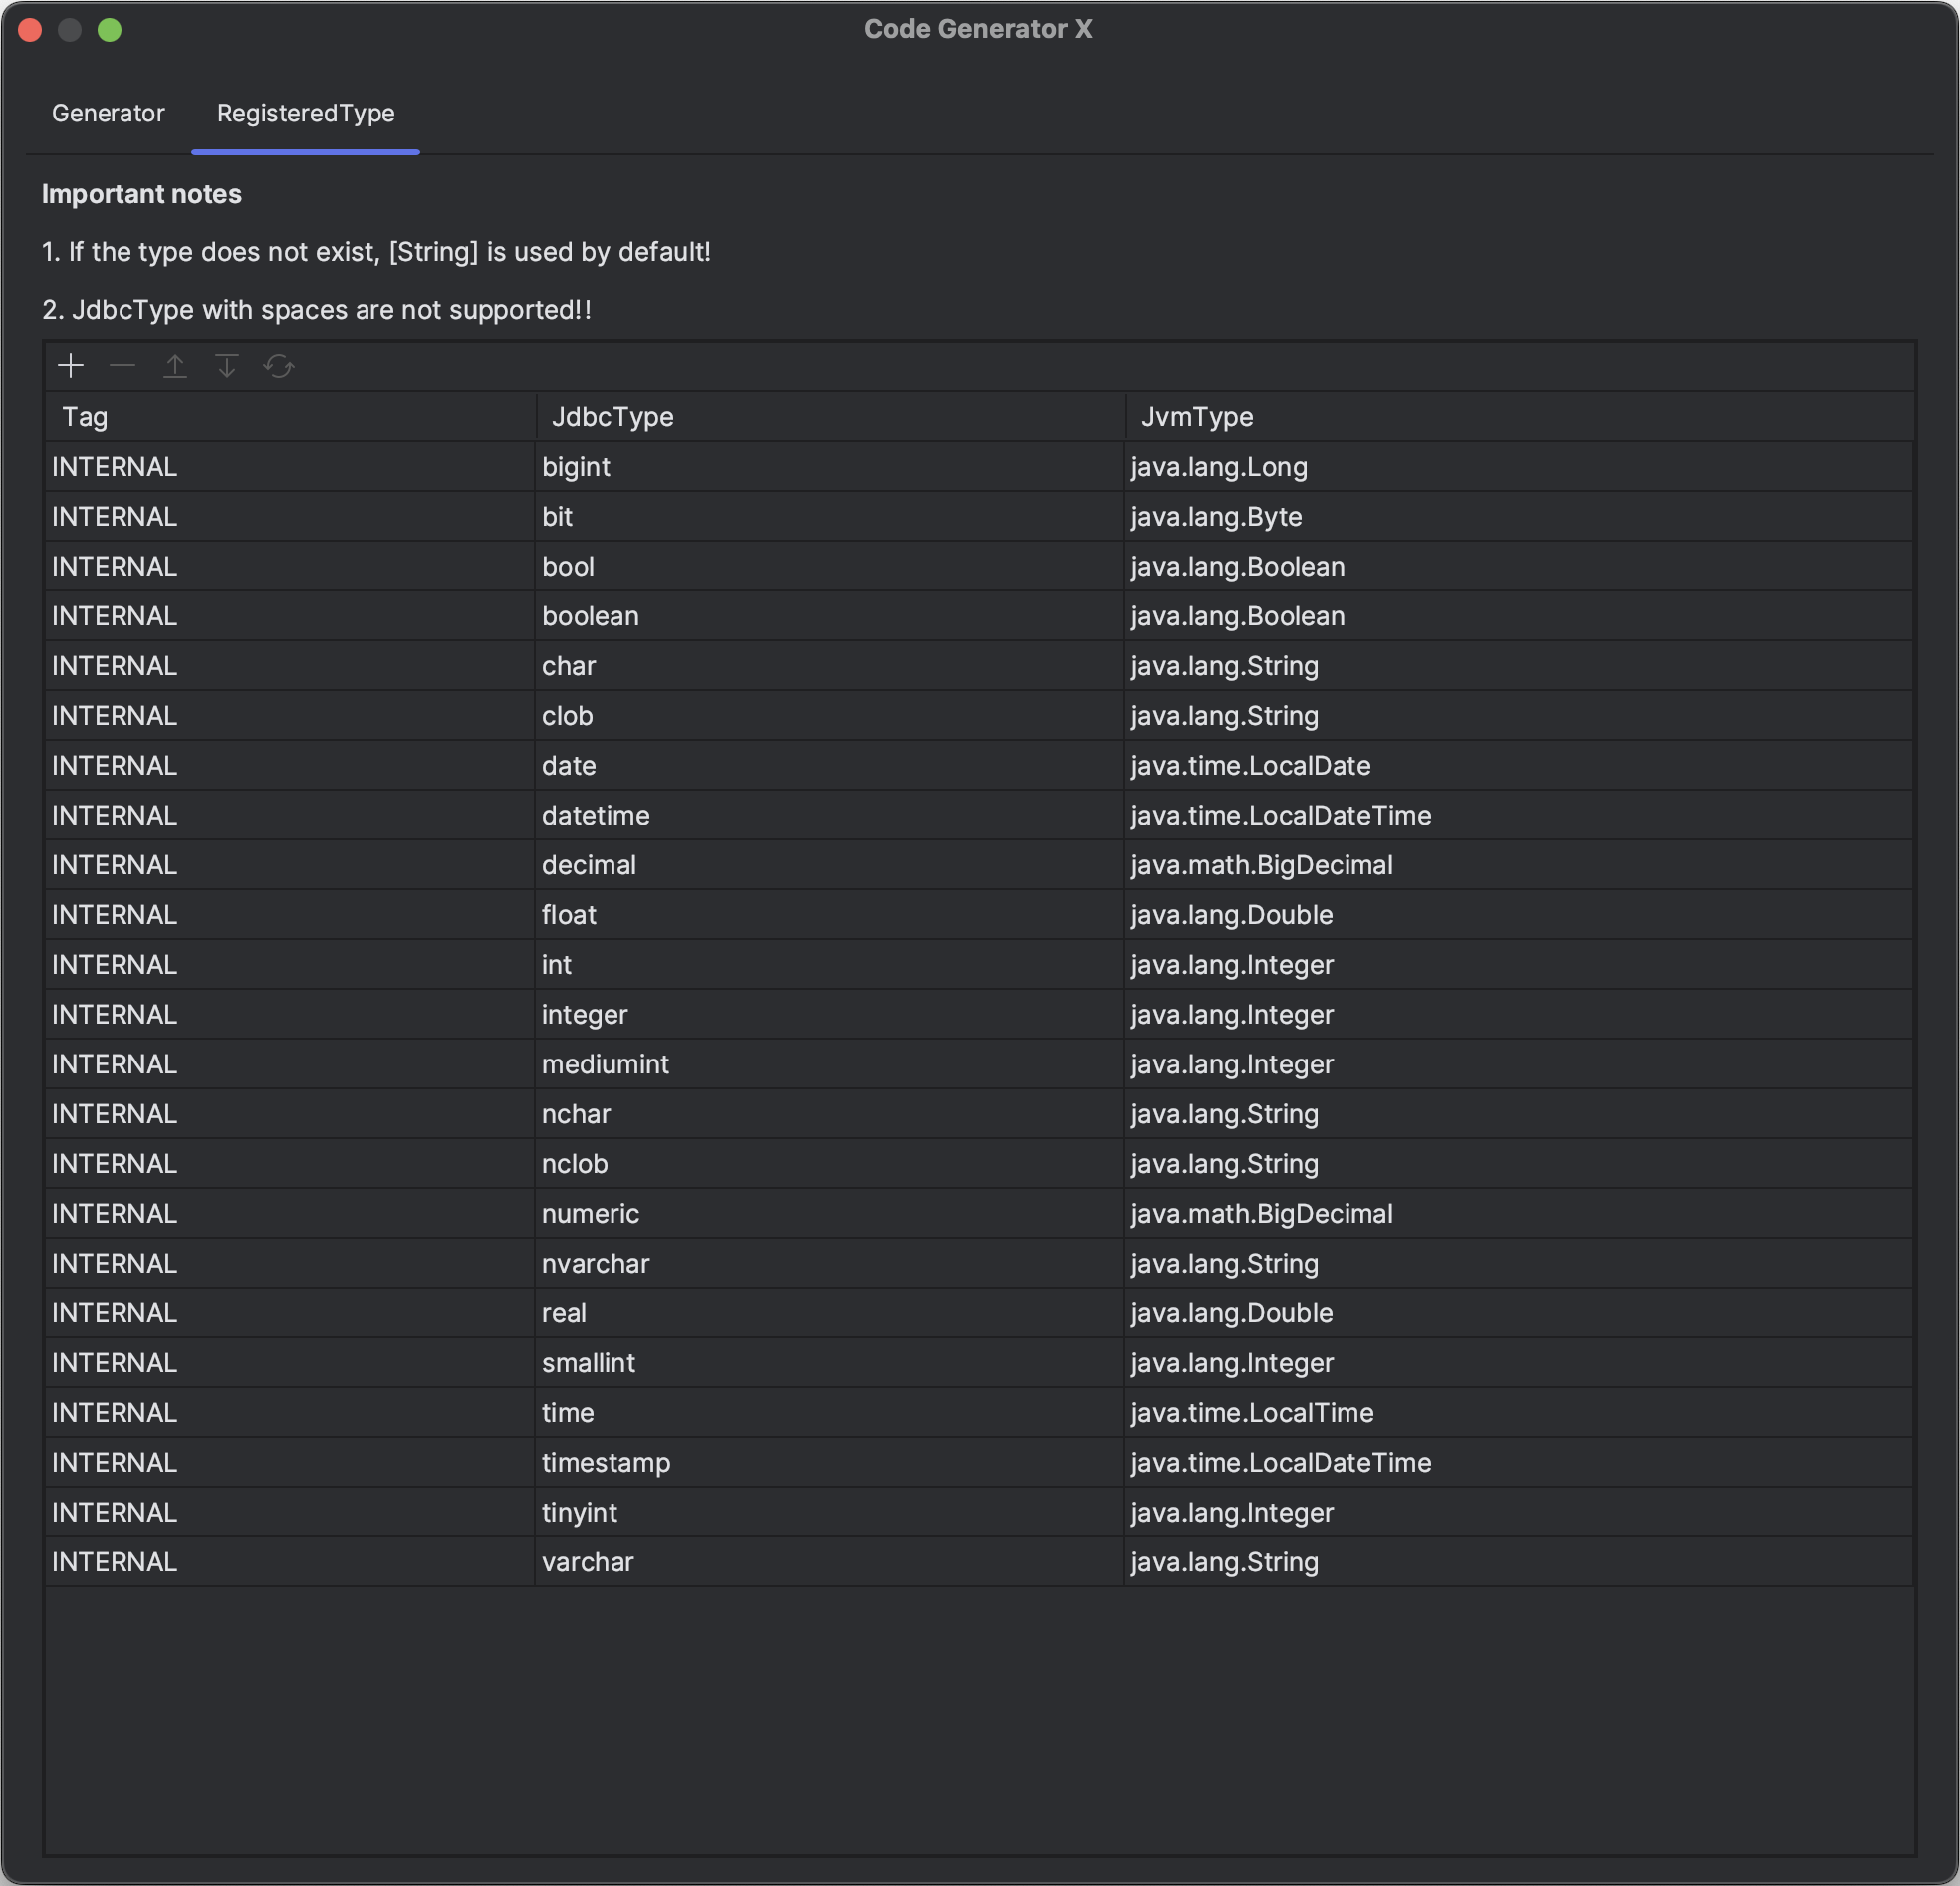 Code Generator X
Generator RegisteredType
Important notes
1. If the type does not exist, [String] is used by default!
2. JdbcType with spaces are not supported!!
Tag JdbcType JvmType
INTERNAL bigint java.lang.Long
INTERNAL bit java.lang.Byte
INTERNAL bool java.lang.Boolean
INTERNAL boolean java.lang.Boolean
INTERNAL char java.lang.String
INTERNAL clob java.lang.String
INTERNAL date java.time.LocalDate
INTERNAL datetime java.time.LocalDateTime
INTERNAL decimal java.math.BigDecimal
INTERNAL float java.lang.Double
INTERNAL int java.lang.Integer
INTERNAL integer java.lang.Integer
INTERNAL mediumint java.lang.Integer
INTERNAL nchar java.lang.String
INTERNAL nclob java.lang.String
INTERNAL numeric java.math.BigDecimal
INTERNAL nvarchar java.lang.String
INTERNAL real java.lang.Double
INTERNAL smallint java.lang.Integer
INTERNAL time java.time.LocalTime
INTERNAL timestamp java.time.LocalDateTime
INTERNAL tinyint java.lang.Integer
INTERNAL varchar java.lang.String